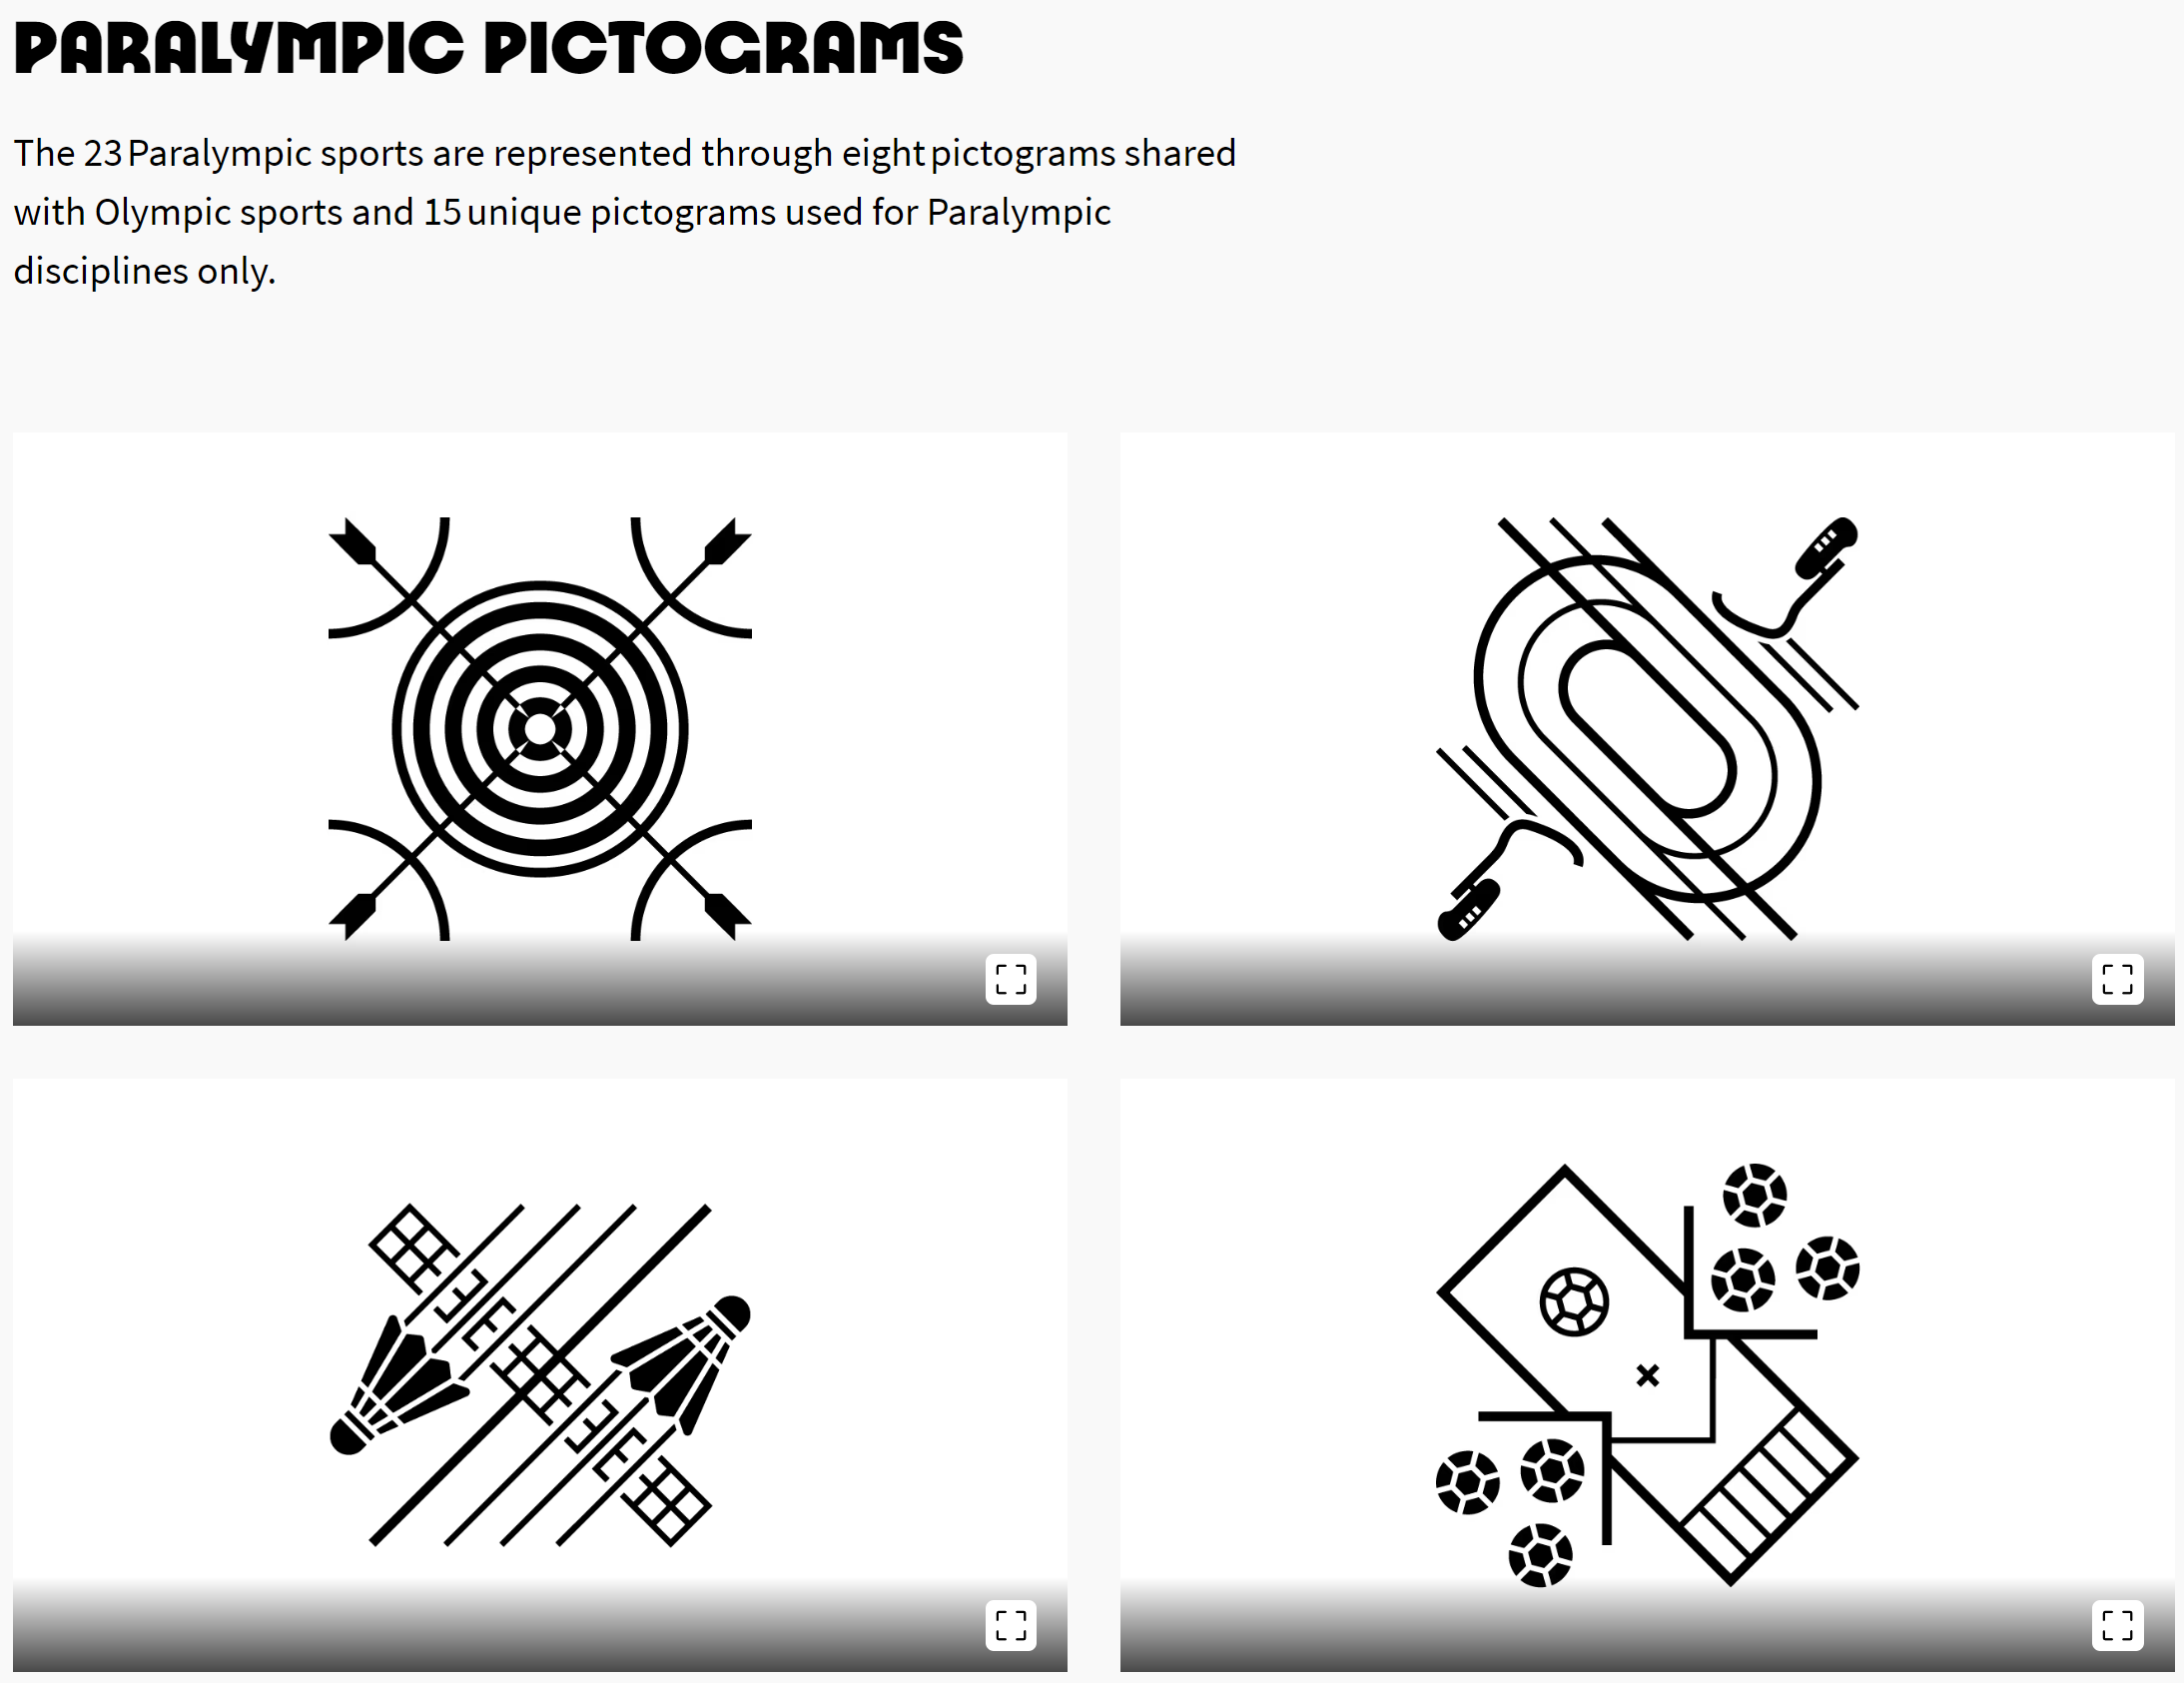 PARALYMPIC PICTOGRAMS
The 23 Paralympic sports are represented through eight pictograms shared
with Olympic sports and 15 unique pictograms used for Paralympic
disciplines only.